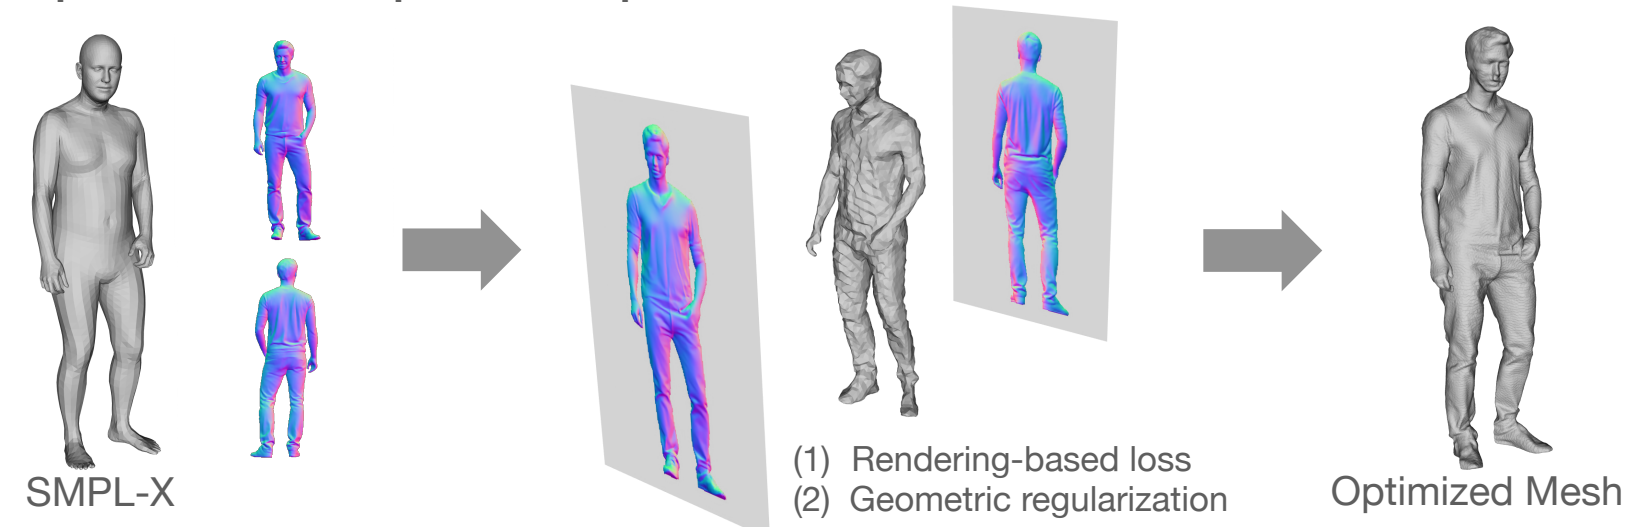 SMPL-X
(1) Rendering-based loss
(2) Geometric regularization
Optimized Mesh